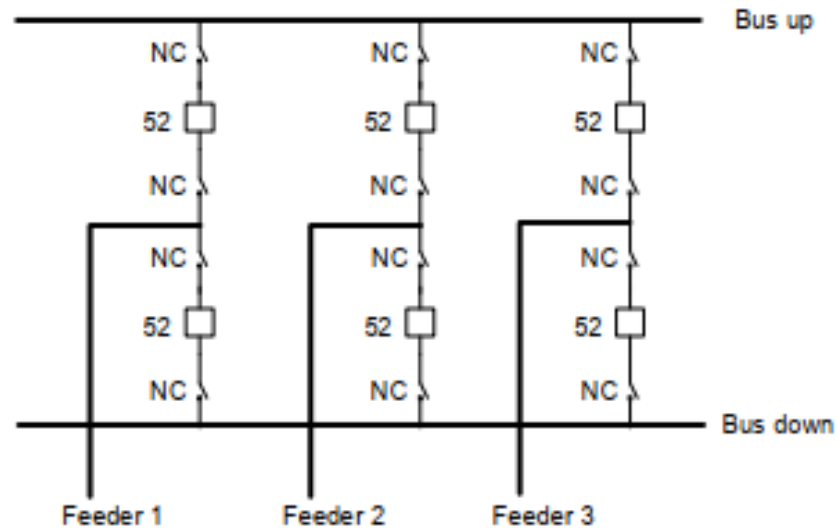 Bus up
NC NC NC
52 52 52
NC NC NC
NC NC NC
52 52 52
NC NC NC
Bus down
Feeder 1 Feeder 2 Feeder 3